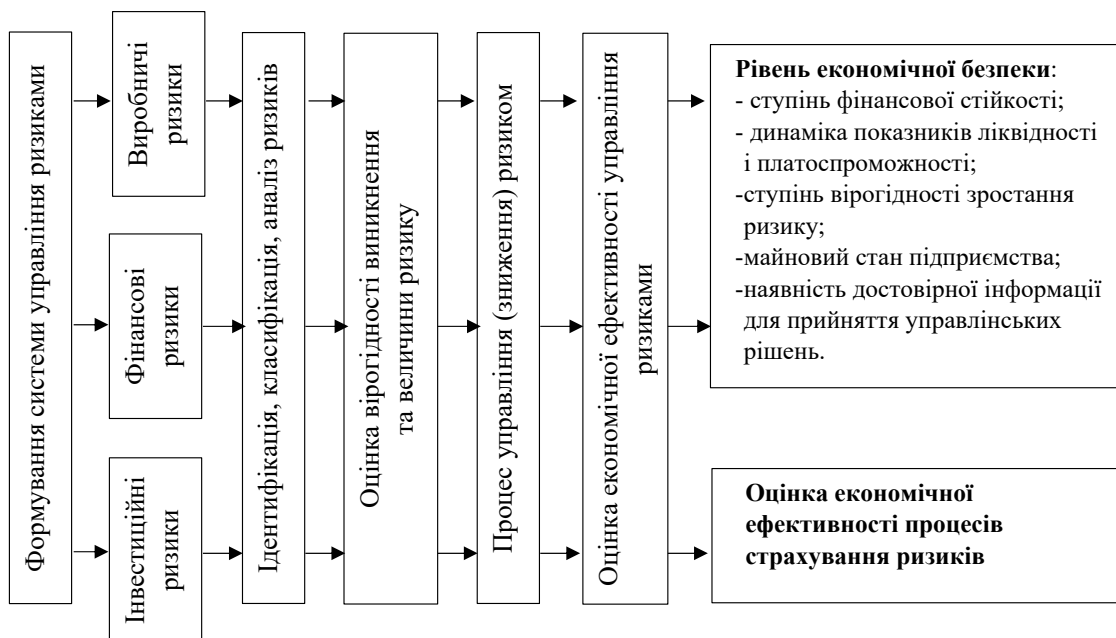 Формування системи управління ризиками
Виробничі
ризики
Фінансові
ризики
Інвестиційні
ризики
Ідентифікація, класифікація, аналіз ризиків
Оцінка вірогідності виникнення
та величини ризику
Процес управління (зниження) ризиком
Оцінка економічної ефективності управління
ризиками
Рівень економічної безпеки:
- ступінь фінансової стійкості;
- динаміка показників ліквідності
і платоспроможності;
-ступінь вірогідності зростання
ризику;
-майновий стан підприємства;
-наявність достовірної інформації
для прийняття управлінських
рішень.
Оцінка економічної
ефективності процесів
страхування ризиків